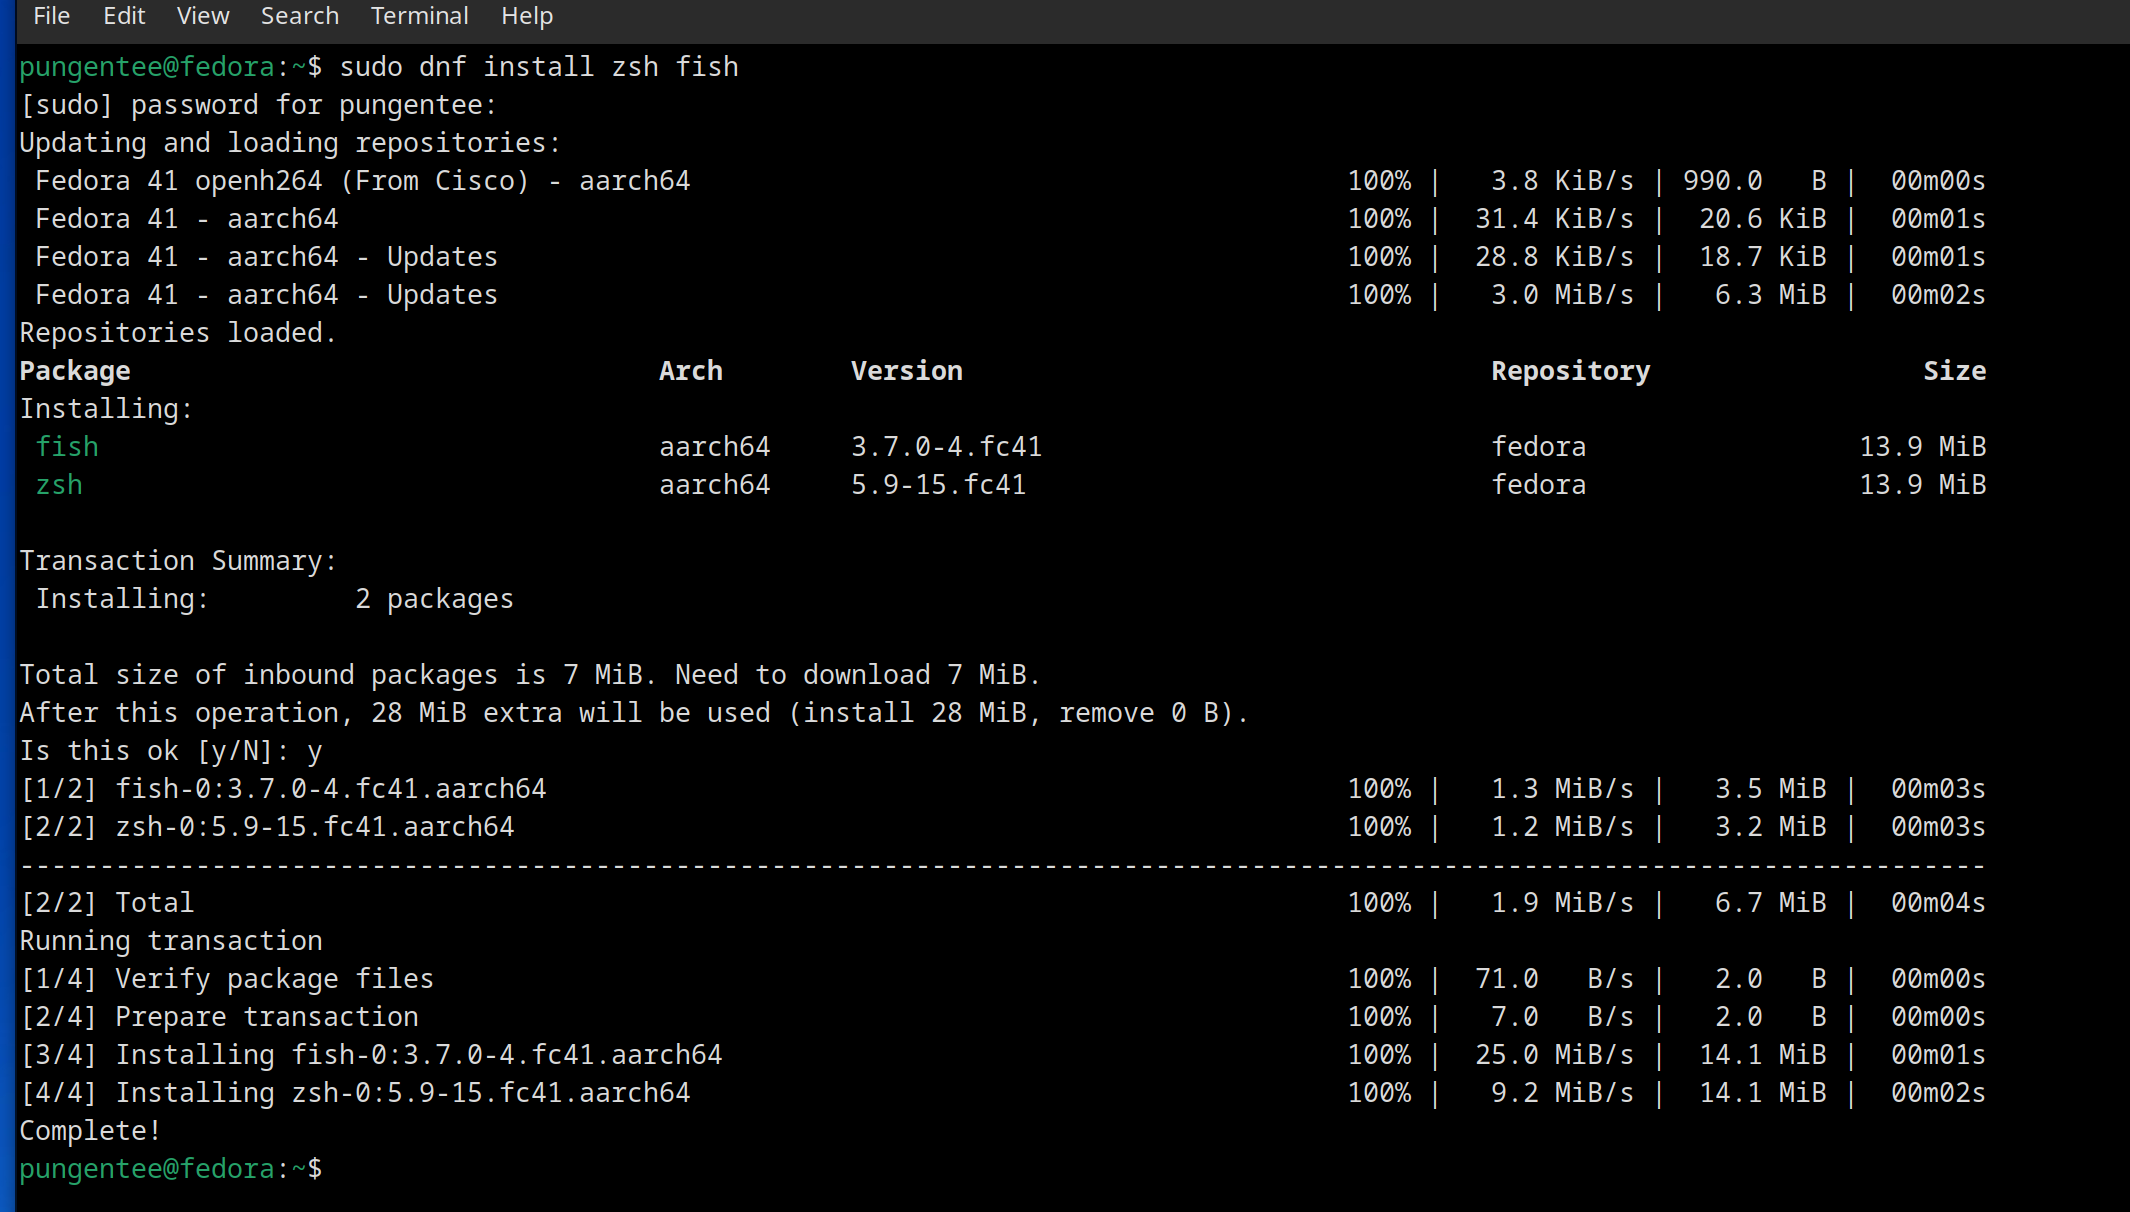 File Edit View Search Terminal Help
pungentee@fedora:~$ sudo dnf install zsh fish
[sudo] password for pungentee:
Updating and loading repositories:
 Fedora 41 openh264 (From Cisco) - aarch64 100% | 3.8 KiB/s | 990.0 B | 00m00s
 Fedora 41 - aarch64 100% | 31.4 KiB/s | 20.6 KiB | 00m01s
 Fedora 41 - aarch64 - Updates 100% | 28.8 KiB/s | 18.7 KiB | 00m01s
 Fedora 41 - aarch64 - Updates 100% | 3.0 MiB/s | 6.3 MiB | 00m02s
Repositories loaded.
Package Arch Version Repository Size
Installing:
 fish aarch64 3.7.0-4.fc41 fedora 13.9 MiB
 zsh aarch64 5.9-15.fc41 fedora 13.9 MiB
Transaction Summary:
 Installing: 2 packages
Total size of inbound packages is 7 MiB. Need to download 7 MiB.
After this operation, 28 MiB extra will be used (install 28 MiB, remove 0 B).
Is this ok [y/N]: y
[1/2] fish-0:3.7.0-4.fc41.aarch64 100% | 1.3 MiB/s | 3.5 MiB | 00m03s
[2/2] zsh-0:5.9-15.fc41.aarch64 100% | 1.2 MiB/s | 3.2 MiB | 00m03s
---------------------------------------------------------------------------------------------------------------------------
[2/2] Total 100% | 1.9 MiB/s | 6.7 MiB | 00m04s
Running transaction
[1/4] Verify package files 100% | 71.0 B/s | 2.0 B | 00m00s
[2/4] Prepare transaction 100% | 7.0 B/s | 2.0 B | 00m00s
[3/4] Installing fish-0:3.7.0-4.fc41.aarch64 100% | 25.0 MiB/s | 14.1 MiB | 00m01s
[4/4] Installing zsh-0:5.9-15.fc41.aarch64 100% | 9.2 MiB/s | 14.1 MiB | 00m02s
Complete!
pungentee@fedora:~$